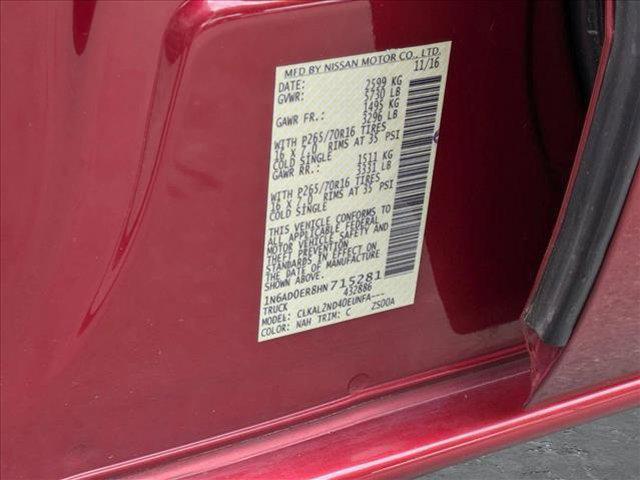 MFD BY NISSAN MOTOR CO., LTD.
DATE: 11/16
GVWR: 2599 KG
5730 LB
GAWR FR.: 1495 KG
3296 LB
WITH P265/70R16 TIRES
16 X 7.0 RIMS AT 35 PSI
COLD SINGLE
GAWR RR.: 1511 KG
3331 LB
WITH P265/70R16 TIRES
16 X 7.0 RIMS AT 35 PSI
COLD SINGLE
THIS VEHICLE CONFORMS TO
ALL APPLICABLE FEDERAL
MOTOR VEHICLE SAFETY AND
THEFT PREVENTION
STANDARDS IN EFFECT ON
THE DATE OF MANUFACTURE
SHOWN ABOVE.
1N6AD0ER8HN715281
TRUCK 432886
MODEL: CLKAL2ND40EUNFA---
COLOR: NAH TRIM: C ZS00A